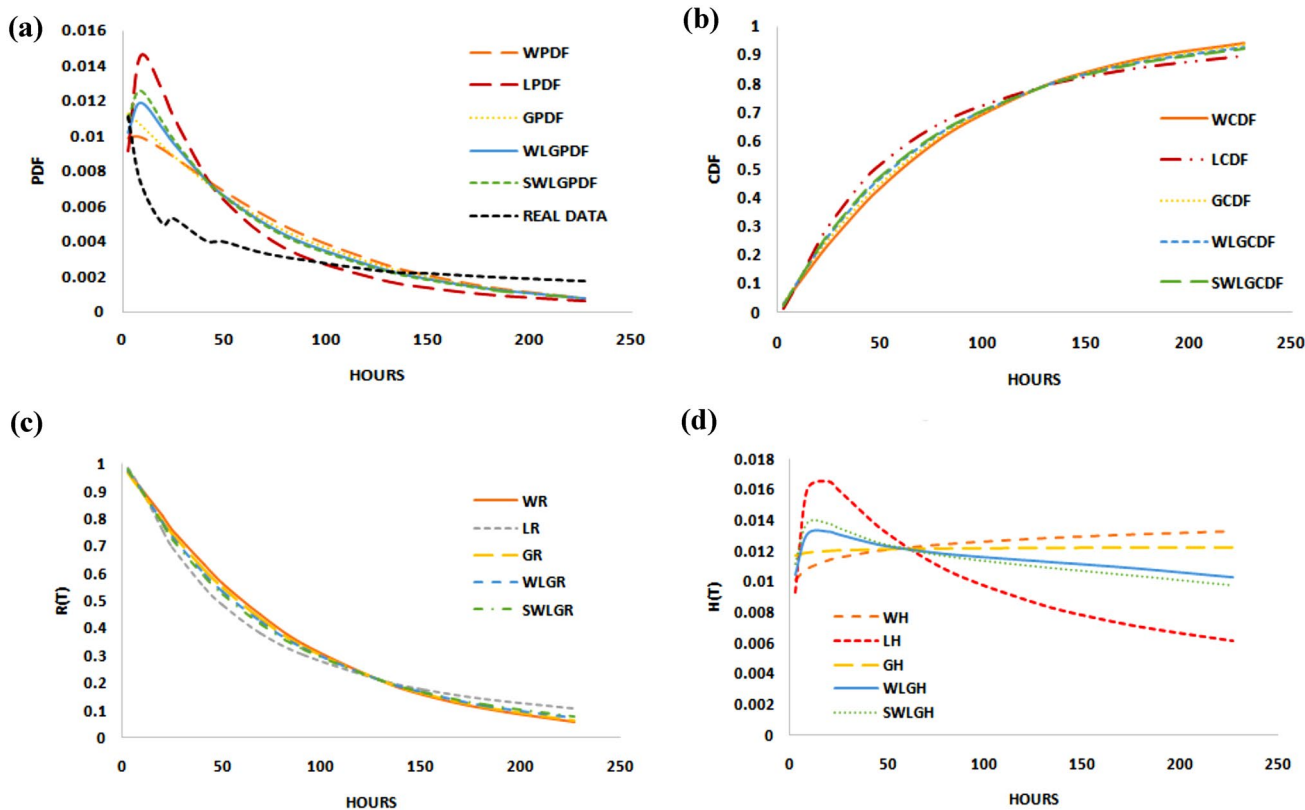 (a)
PDF
0.016
0.014
0.012
0.01
0.008
0.006
0.004
0.002
0
0 50 100 150 200 250
HOURS
WPDF
LPDF
GPDF
WLGPDF
SWLGPDF
REAL DATA
(b)
CDF
1
0.9
0.8
0.7
0.6
0.5
0.4
0.3
0.2
0.1
0
0 50 100 150 200 250
HOURS
WCDF
LCDF
GCDF
WLGCDF
SWLGCDF
(c)
R(T)
1
0.9
0.8
0.7
0.6
0.5
0.4
0.3
0.2
0.1
0
0 50 100 150 200 250
HOURS
WR
LR
GR
WLGR
SWLGR
(d)
H(T)
0.018
0.016
0.014
0.012
0.01
0.008
0.006
0.004
0.002
0
0 50 100 150 200 250
HOURS
WH
LH
GH
WLGH
SWLGH